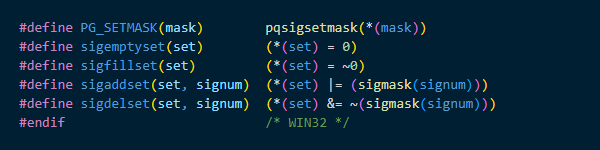 #define PG_SETMASK(mask) pqsigsetmask(*(mask))
#define sigemptyset(set) (*(set) = 0)
#define sigfillset(set) (*(set) = ~0)
#define sigaddset(set, signum) (*(set) |= (sigmask(signum)))
#define sigdelset(set, signum) (*(set) &= ~(sigmask(signum)))
#endif /* WIN32 */